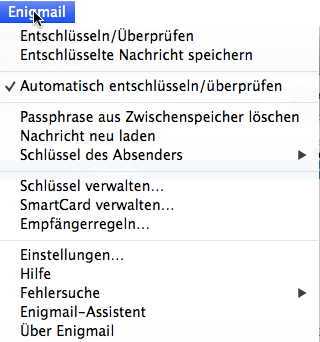 Enigmail
Entschlüsseln/Überprüfen
Entschlüsselte Nachricht speichern
Automatisch entschlüsseln/überprüfen
Passphrase aus Zwischenspeicher löschen
Nachricht neu laden
Schlüssel des Absenders
Schlüssel verwalten...
SmartCard verwalten...
Empfängerregeln...
Einstellungen...
Hilfe
Fehlersuche
Enigmail-Assistent
Über Enigmail